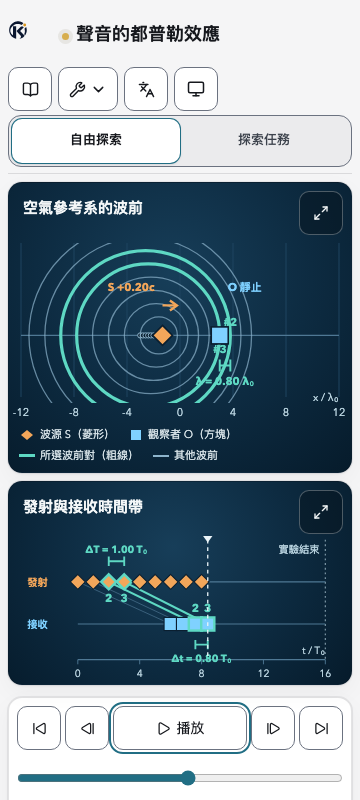 聲音的都普勒效應
自由探索
探索任務
空氣參考系的波前
S +0.20c
O 靜止
#2
#3
λ = 0.80 λ₀
x / λ₀
-12 -8 -4 0 4 8 12
波源 S（菱形） 觀察者 O（方塊）
所選波前對（粗線） 其他波前
發射與接收時間帶
ΔT = 1.00 T₀
實驗結束
發射
2 3
2 3
接收
t / T₀
Δt = 0.80 T₀
0 4 8 12 16
播放